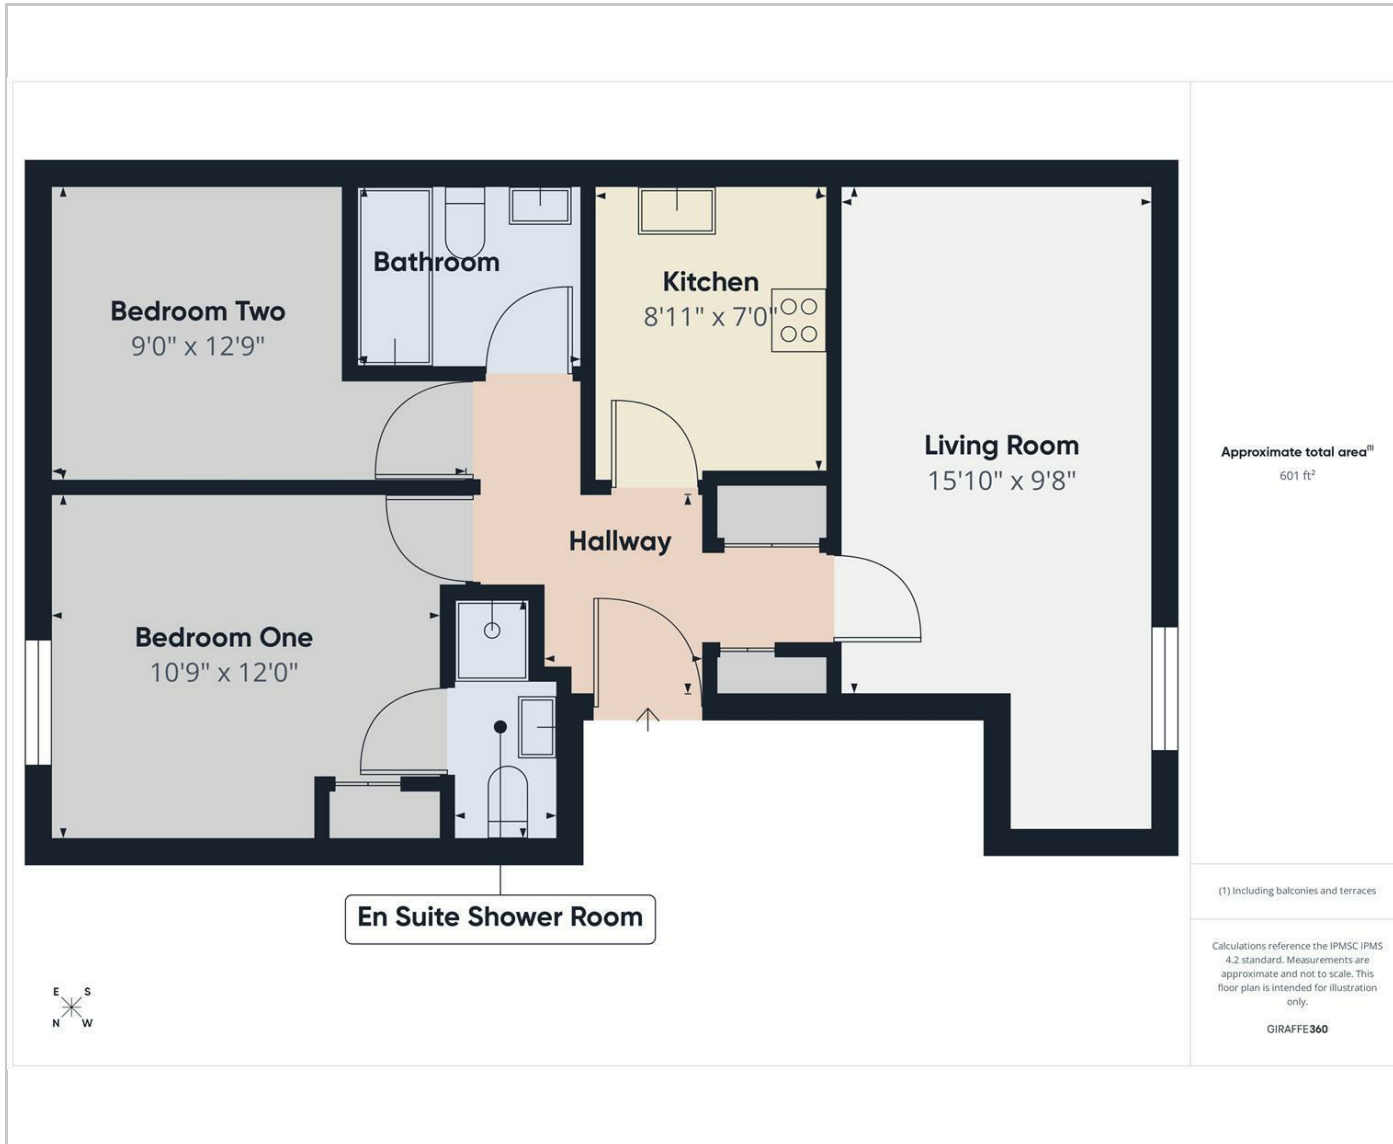 Bathroom
Bedroom Two
9'0" x 12'9"
Kitchen
8'11" x 7'0"
Living Room
15'10" x 9'8"
Hallway
Bedroom One
10'9" x 12'0"
En Suite Shower Room
E S
N W
Approximate total area(1)
601 ft²
(1) Including balconies and terraces
Calculations reference the IPMSC IPMS
4.2 standard. Measurements are
approximate and not to scale. This
floor plan is intended for illustration
only.
GIRAFFE360